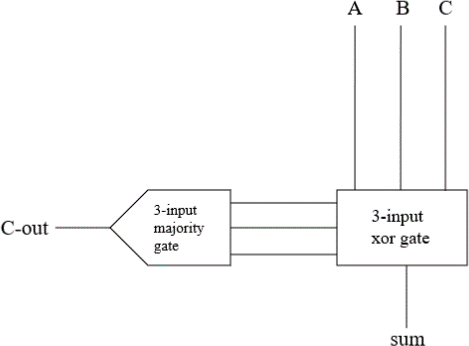 A B C
3-input
majority
gate
3-input
xor gate
C-out
sum